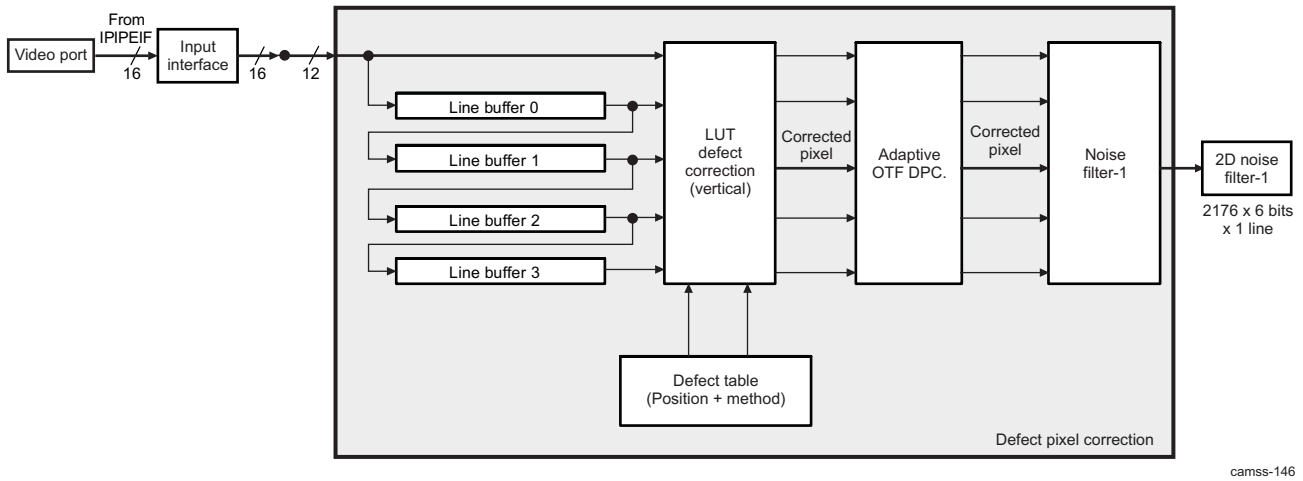 From
IPIPEIF
Video port
16
Input
interface
16
12
Line buffer 0
Line buffer 1
Line buffer 2
Line buffer 3
LUT
defect
correction
(vertical)
Corrected
pixel
Adaptive
OTF DPC.
Corrected
pixel
Noise
filter-1
2D noise
filter-1
2176 x 6 bits
x 1 line
Defect table
(Position + method)
Defect pixel correction
camss-146